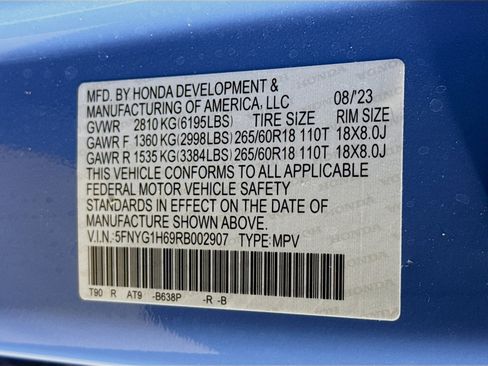 MFD. BY HONDA DEVELOPMENT &
MANUFACTURING OF AMERICA, LLC 08/'23
GVWR 2810 KG(6195LBS) TIRE SIZE RIM SIZE
GAWR F 1360 KG(2998LBS) 265/60R18 110T 18X8.0J
GAWR R 1535 KG(3384LBS) 265/60R18 110T 18X8.0J
THIS VEHICLE CONFORMS TO ALL APPLICABLE
FEDERAL MOTOR VEHICLE SAFETY
STANDARDS IN EFFECT ON THE DATE OF
MANUFACTURE SHOWN ABOVE.
V.I.N.: 5FNYG1H69RB002907 TYPE: MPV
T90 R AT9 -B638P -R -B